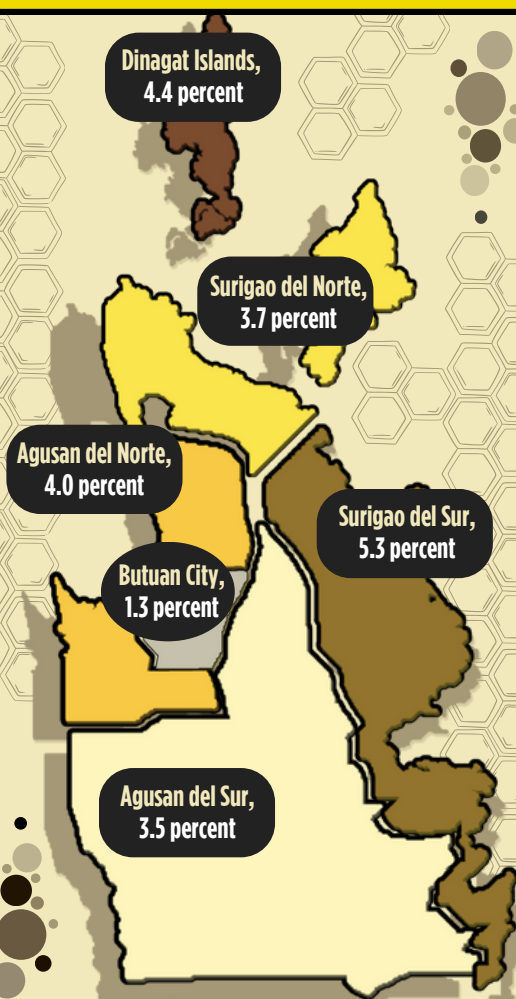 Dinagat Islands,
4.4 percent
Surigao del Norte,
3.7 percent
Agusan del Norte,
4.0 percent
Surigao del Sur,
5.3 percent
Butuan City,
1.3 percent
Agusan del Sur,
3.5 percent